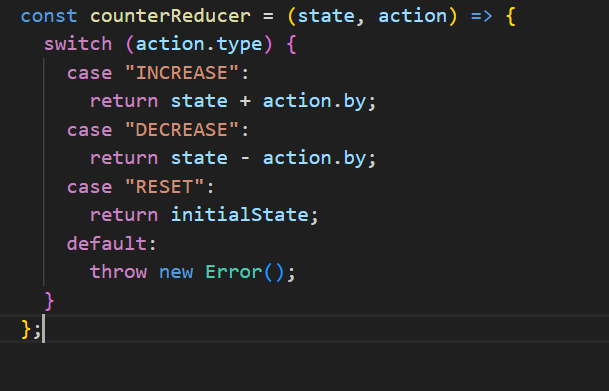 const counterReducer = (state, action) => {
  switch (action.type) {
    case "INCREASE":
      return state + action.by;
    case "DECREASE":
      return state - action.by;
    case "RESET":
      return initialState;
    default:
      throw new Error();
  }
};